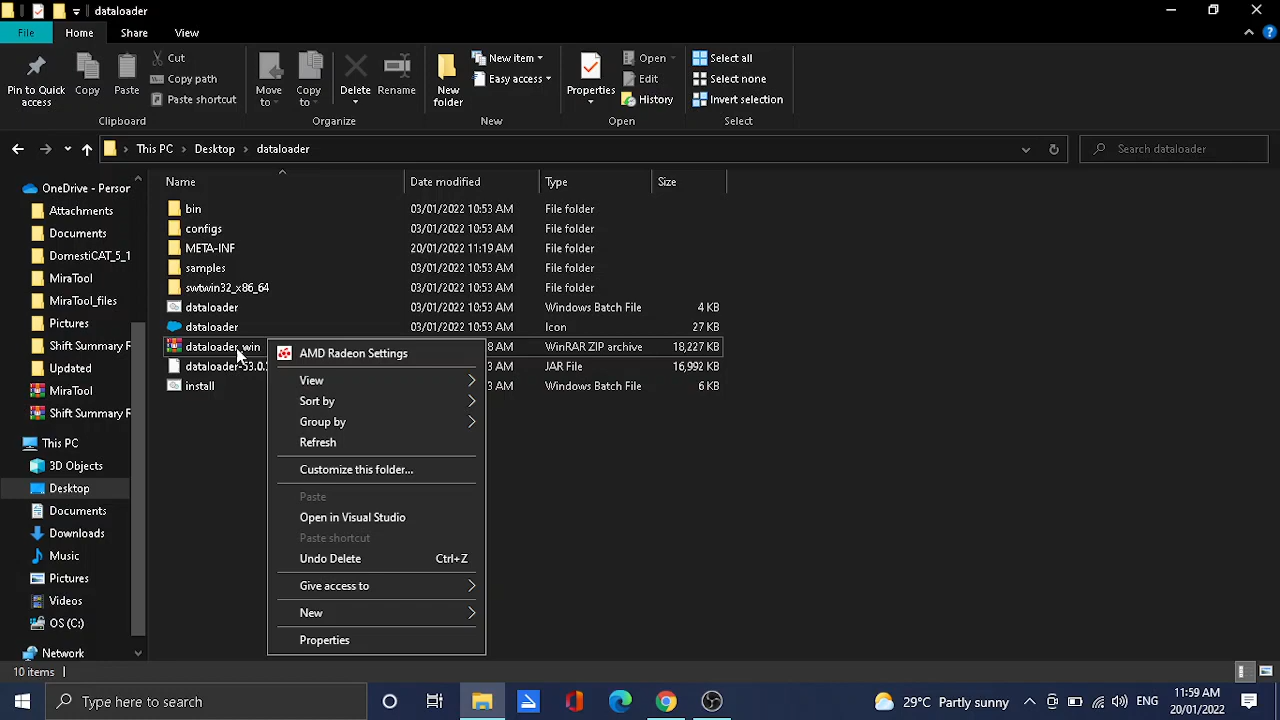 dataloader
File
Home
Share
View
Pin to Quick access
Copy
Paste
Cut
Copy path
Paste shortcut
Clipboard
Move to
Copy to
Delete
Rename
Organize
New folder
New item
Easy access
New
Properties
Open
Edit
History
Open
Select all
Select none
Invert selection
Select
This PC
Desktop
dataloader
Search dataloader
Name
Date modified
Type
Size
bin 03/01/2022 10:53 AM File folder
configs 03/01/2022 10:53 AM File folder
META-INF 20/01/2022 11:19 AM File folder
samples 03/01/2022 10:53 AM File folder
swtwin32_x86_64 03/01/2022 10:53 AM File folder
dataloader 03/01/2022 10:53 AM Windows Batch File 4 KB
dataloader 03/01/2022 10:53 AM Icon 27 KB
dataloader_win 8 AM WinRAR ZIP archive 18,227 KB
dataloader-53.0. 3 AM JAR File 16,992 KB
install 3 AM Windows Batch File 6 KB
OneDrive - Person
Attachments
Documents
DomestiCAT_5_1
MiraTool
MiraTool_files
Pictures
Shift Summary R
Updated
MiraTool
Shift Summary R
This PC
3D Objects
Desktop
Documents
Downloads
Music
Pictures
Videos
OS (C:)
Network
AMD Radeon Settings
View
Sort by
Group by
Refresh
Customize this folder...
Paste
Open in Visual Studio
Paste shortcut
Undo Delete Ctrl+Z
Give access to
New
Properties
10 items
Type here to search
29°C Partly sunny
ENG
11:59 AM
20/01/2022